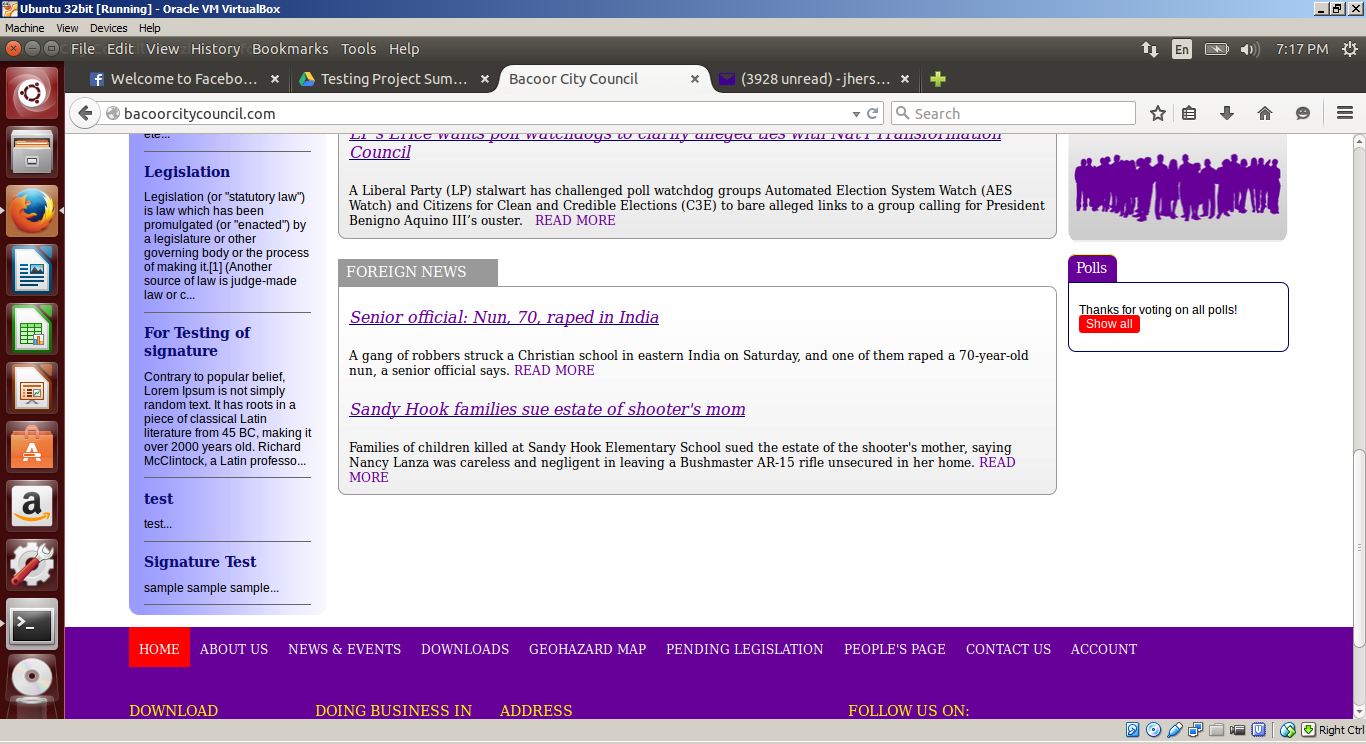 Ubuntu 32bit [Running] - Oracle VM VirtualBox
Machine View Devices Help
File Edit View History Bookmarks Tools Help
En
7:17 PM
Welcome to Facebo...
Testing Project Sum...
Bacoor City Council
(3928 unread) - jhers...
bacoorcitycouncil.com
Search
ete...
Legislation
Legislation (or "statutory law")
is law which has been
promulgated (or "enacted") by
a legislature or other
governing body or the process
of making it.[1] (Another
source of law is judge-made
law or c...
For Testing of
signature
Contrary to popular belief,
Lorem Ipsum is not simply
random text. It has roots in a
piece of classical Latin
literature from 45 BC, making it
over 2000 years old. Richard
McClintock, a Latin professo...
test
test...
Signature Test
sample sample sample...
LP's Erice wants poll watchdogs to clarify alleged ties with Nat'l Transformation
Council
A Liberal Party (LP) stalwart has challenged poll watchdog groups Automated Election System Watch (AES
Watch) and Citizens for Clean and Credible Elections (C3E) to bare alleged links to a group calling for President
Benigno Aquino III’s ouster. READ MORE
FOREIGN NEWS
Senior official: Nun, 70, raped in India
A gang of robbers struck a Christian school in eastern India on Saturday, and one of them raped a 70-year-old
nun, a senior official says. READ MORE
Sandy Hook families sue estate of shooter's mom
Families of children killed at Sandy Hook Elementary School sued the estate of the shooter's mother, saying
Nancy Lanza was careless and negligent in leaving a Bushmaster AR-15 rifle unsecured in her home. READ
MORE
Polls
Thanks for voting on all polls!
Show all
HOME ABOUT US NEWS & EVENTS DOWNLOADS GEOHAZARD MAP PENDING LEGISLATION PEOPLE'S PAGE CONTACT US ACCOUNT
DOWNLOAD DOING BUSINESS IN ADDRESS FOLLOW US ON:
Right Ctrl